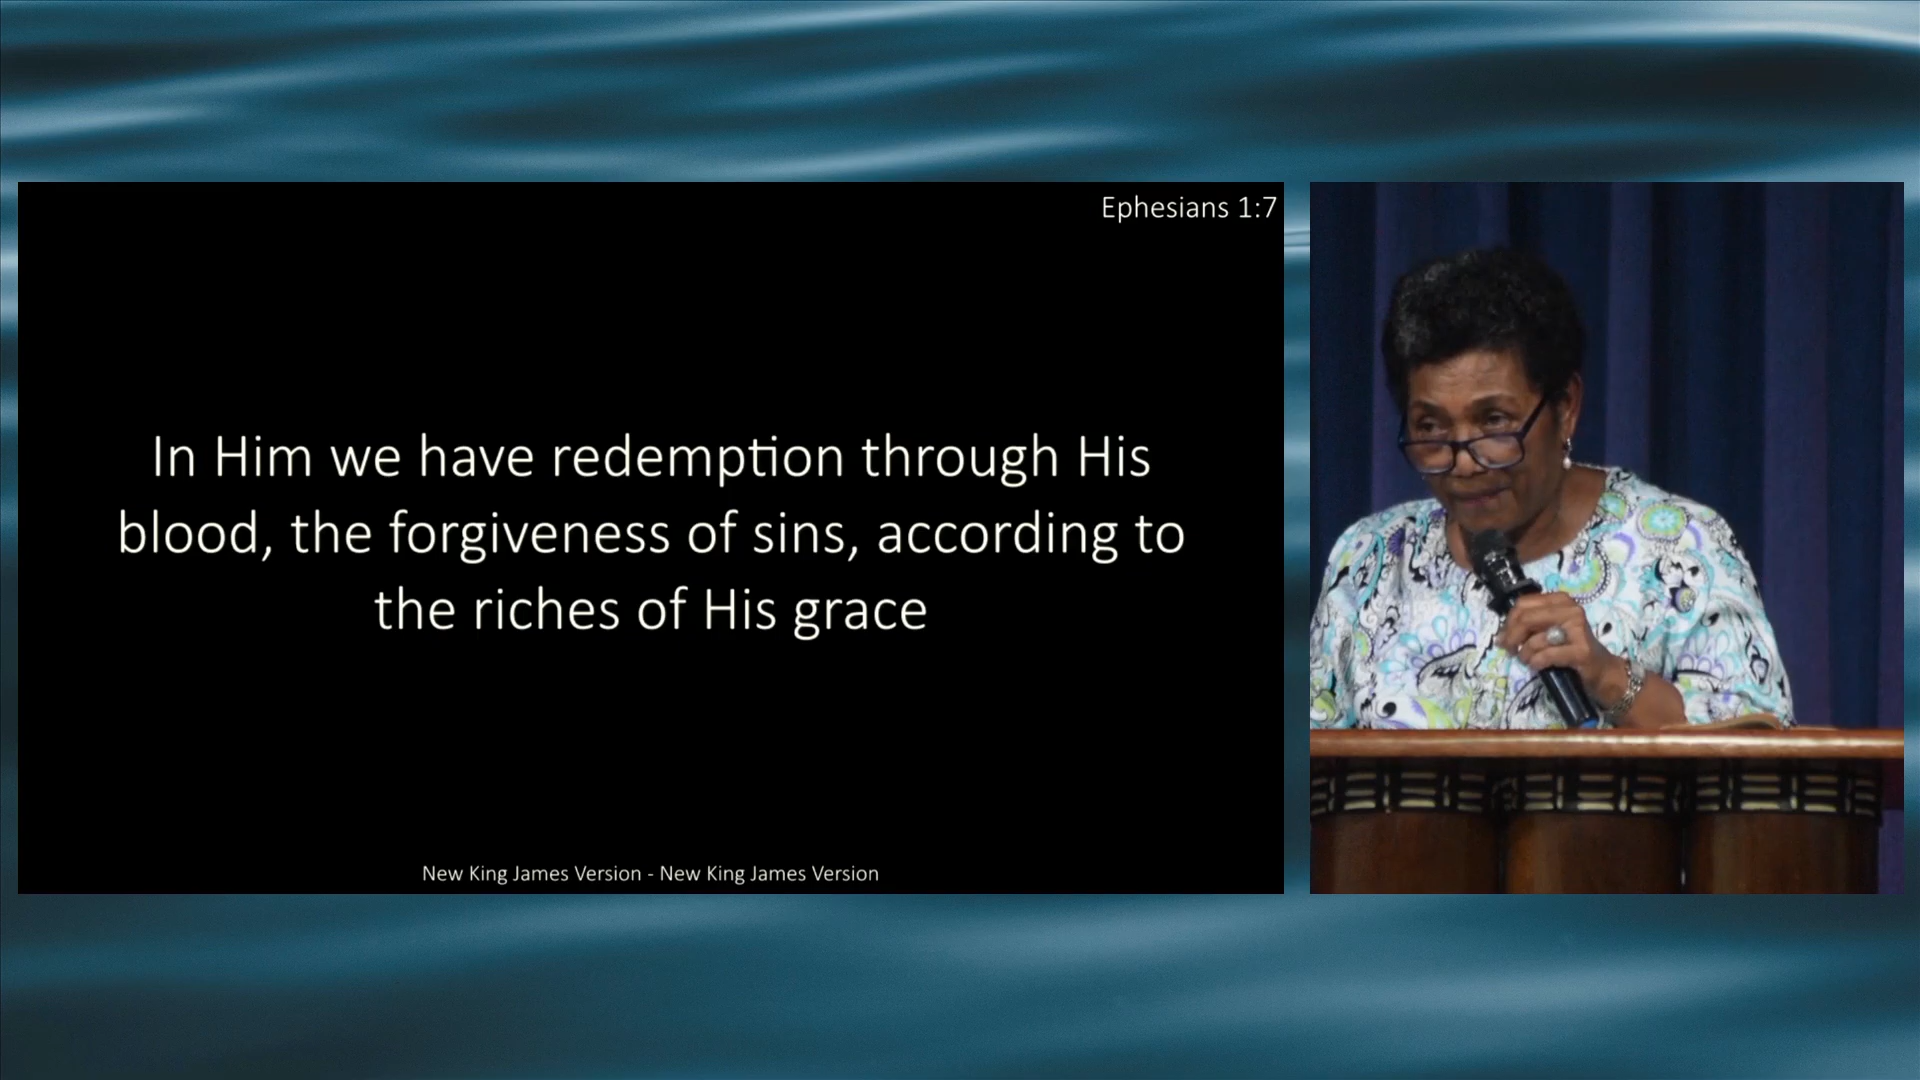 Ephesians 1:7
In Him we have redemption through His
blood, the forgiveness of sins, according to
the riches of His grace
New King James Version - New King James Version